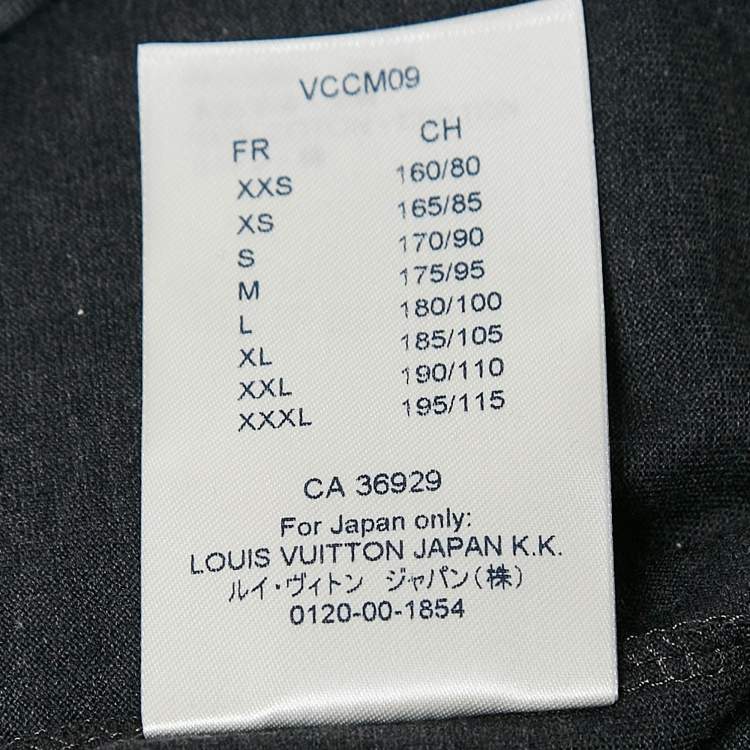 VCCM09
FR CH
XXS 160/80
XS 165/85
S 170/90
M 175/95
L 180/100
XL 185/105
XXL 190/110
XXXL 195/115
CA 36929
For Japan only:
LOUIS VUITTON JAPAN K.K.
ルイ・ヴィトン ジャパン(株)
0120-00-1854